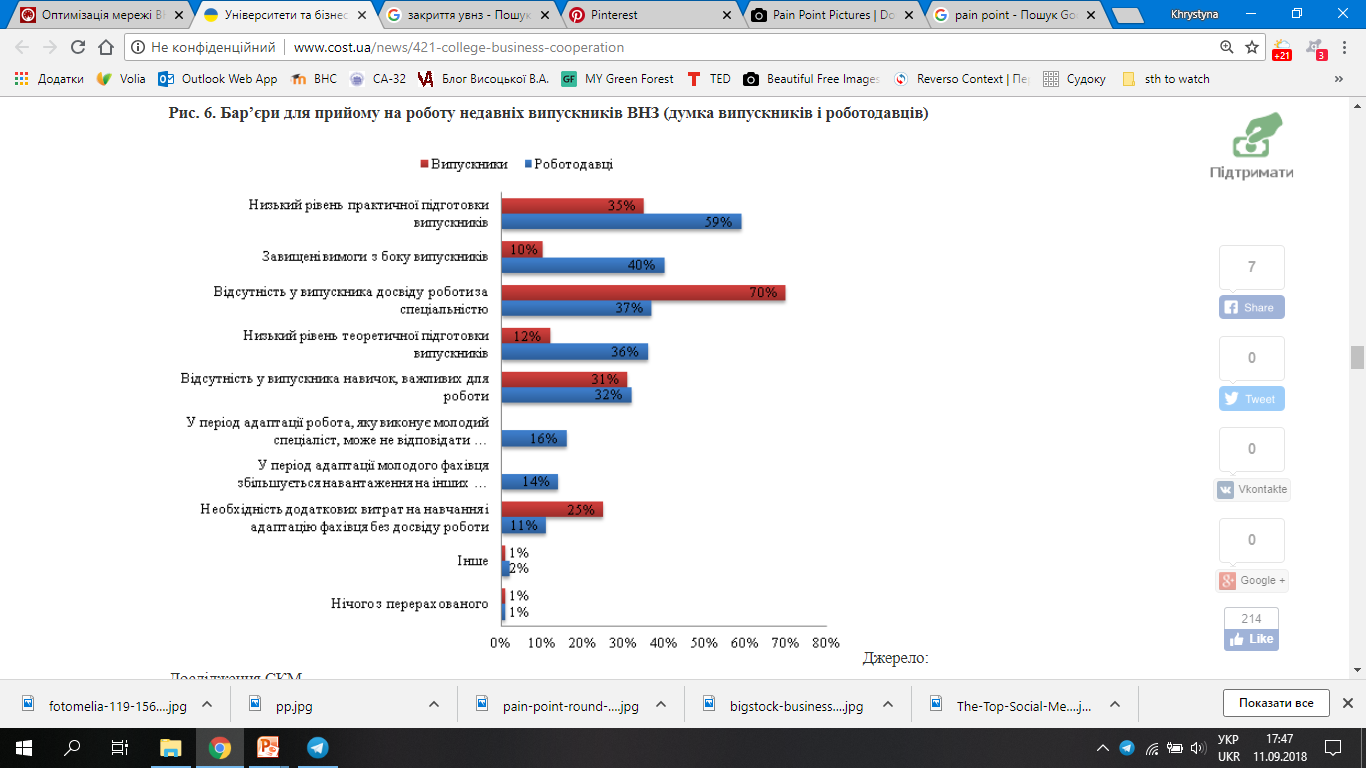 Оптимізація мережі ВН
Університети та бізнес
закриття увнз - Пошук
Pinterest
Pain Point Pictures | Do
pain point - Пошук Go
Khrystyna
Не конфіденційний
www.cost.ua/news/421-college-business-cooperation
+21
3
Додатки
Volia
Outlook Web App
ВНС
СА-32
Блог Висоцької В.А.
MY Green Forest
TED
Beautiful Free Images
Reverso Context | Пер
Судоку
sth to watch
»
Рис. 6. Бар’єри для прийому на роботу недавніх випускників ВНЗ (думка випускників і роботодавців)
Випускники Роботодавці
Низький рівень практичної підготовки
випускників
35%
59%
Завищені вимоги з боку випускників
10%
40%
Відсутність у випускника досвіду роботи за
спеціальністю
70%
37%
Низький рівень теоретичної підготовки
випускників
12%
36%
Відсутність у випускника навичок, важливих для
роботи
31%
32%
У період адаптації робота, яку виконує молодий
спеціаліст, може не відповідати …
16%
У період адаптації молодого фахівця
збільшується навантаження на інших …
14%
Необхідність додаткових витрат на навчання і
адаптацію фахівця без досвіду роботи
25%
11%
Інше
1%
2%
Нічого з перерахованого
1%
1%
0% 10% 20% 30% 40% 50% 60% 70% 80%
Джерело:
Дослідження СКМ
Підтримати
7
Share
0
Tweet
0
Vkontakte
0
Google +
214
Like
fotomelia-119-156....jpg
pp.jpg
pain-point-round-....jpg
bigstock-business....jpg
The-Top-Social-Me....j...
Показати все
УКР
UKR
17:47
11.09.2018